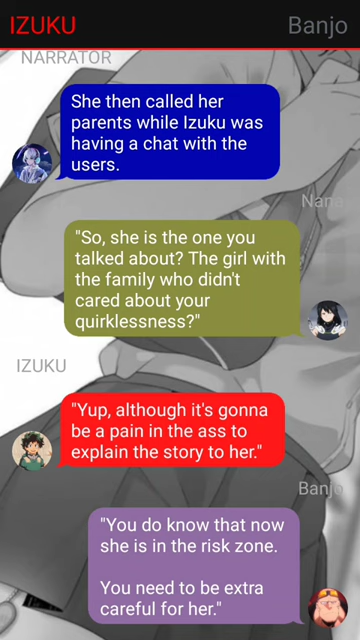 IZUKU Banjo
NARRATOR
She then called her
parents while Izuku was
having a chat with the
users.
Nana
"So, she is the one you
talked about? The girl with
the family who didn't
cared about your
quirklessness?"
IZUKU
"Yup, although it's gonna
be a pain in the ass to
explain the story to her."
Banjo
"You do know that now
she is in the risk zone.
You need to be extra
careful for her."